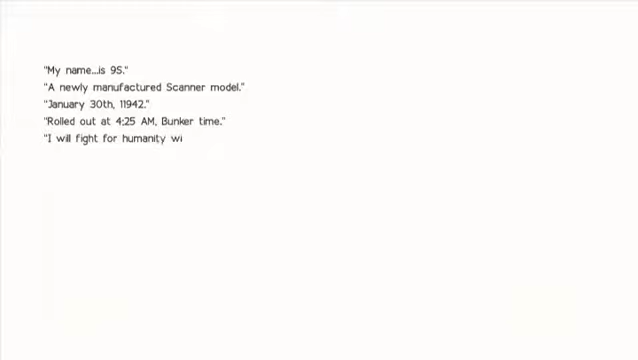 "My name...is 9S."
"A newly manufactured Scanner model."
"January 30th, 11942."
"Rolled out at 4:25 AM, Bunker time."
"I will fight for humanity wi